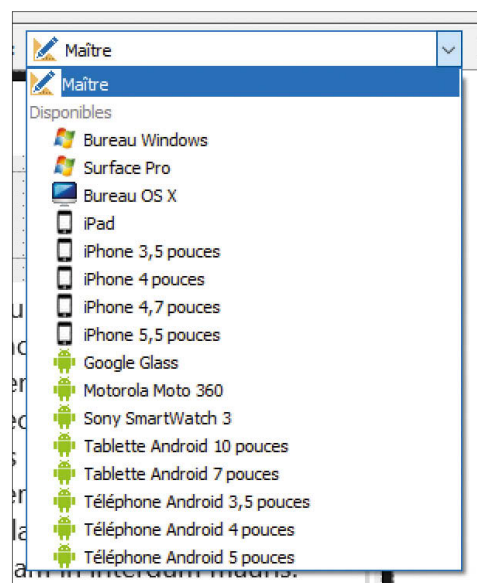 Maître
Maître
Disponibles
Bureau Windows
Surface Pro
Bureau OS X
iPad
iPhone 3,5 pouces
iPhone 4 pouces
iPhone 4,7 pouces
iPhone 5,5 pouces
Google Glass
Motorola Moto 360
Sony SmartWatch 3
Tablette Android 10 pouces
Tablette Android 7 pouces
Téléphone Android 3,5 pouces
Téléphone Android 4 pouces
Téléphone Android 5 pouces